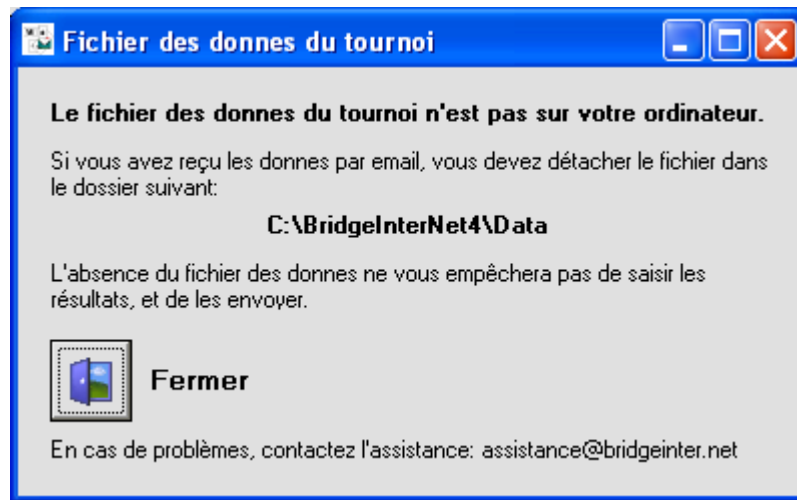 Fichier des donnes du tournoi
Le fichier des donnes du tournoi n'est pas sur votre ordinateur.
Si vous avez reçu les donnes par email, vous devez détacher le fichier dans
le dossier suivant:
C:\BridgeInterNet4\Data
L'absence du fichier des donnes ne vous empêchera pas de saisir les
résultats, et de les envoyer.
Fermer
En cas de problèmes, contactez l'assistance: assistance@bridgeinter.net